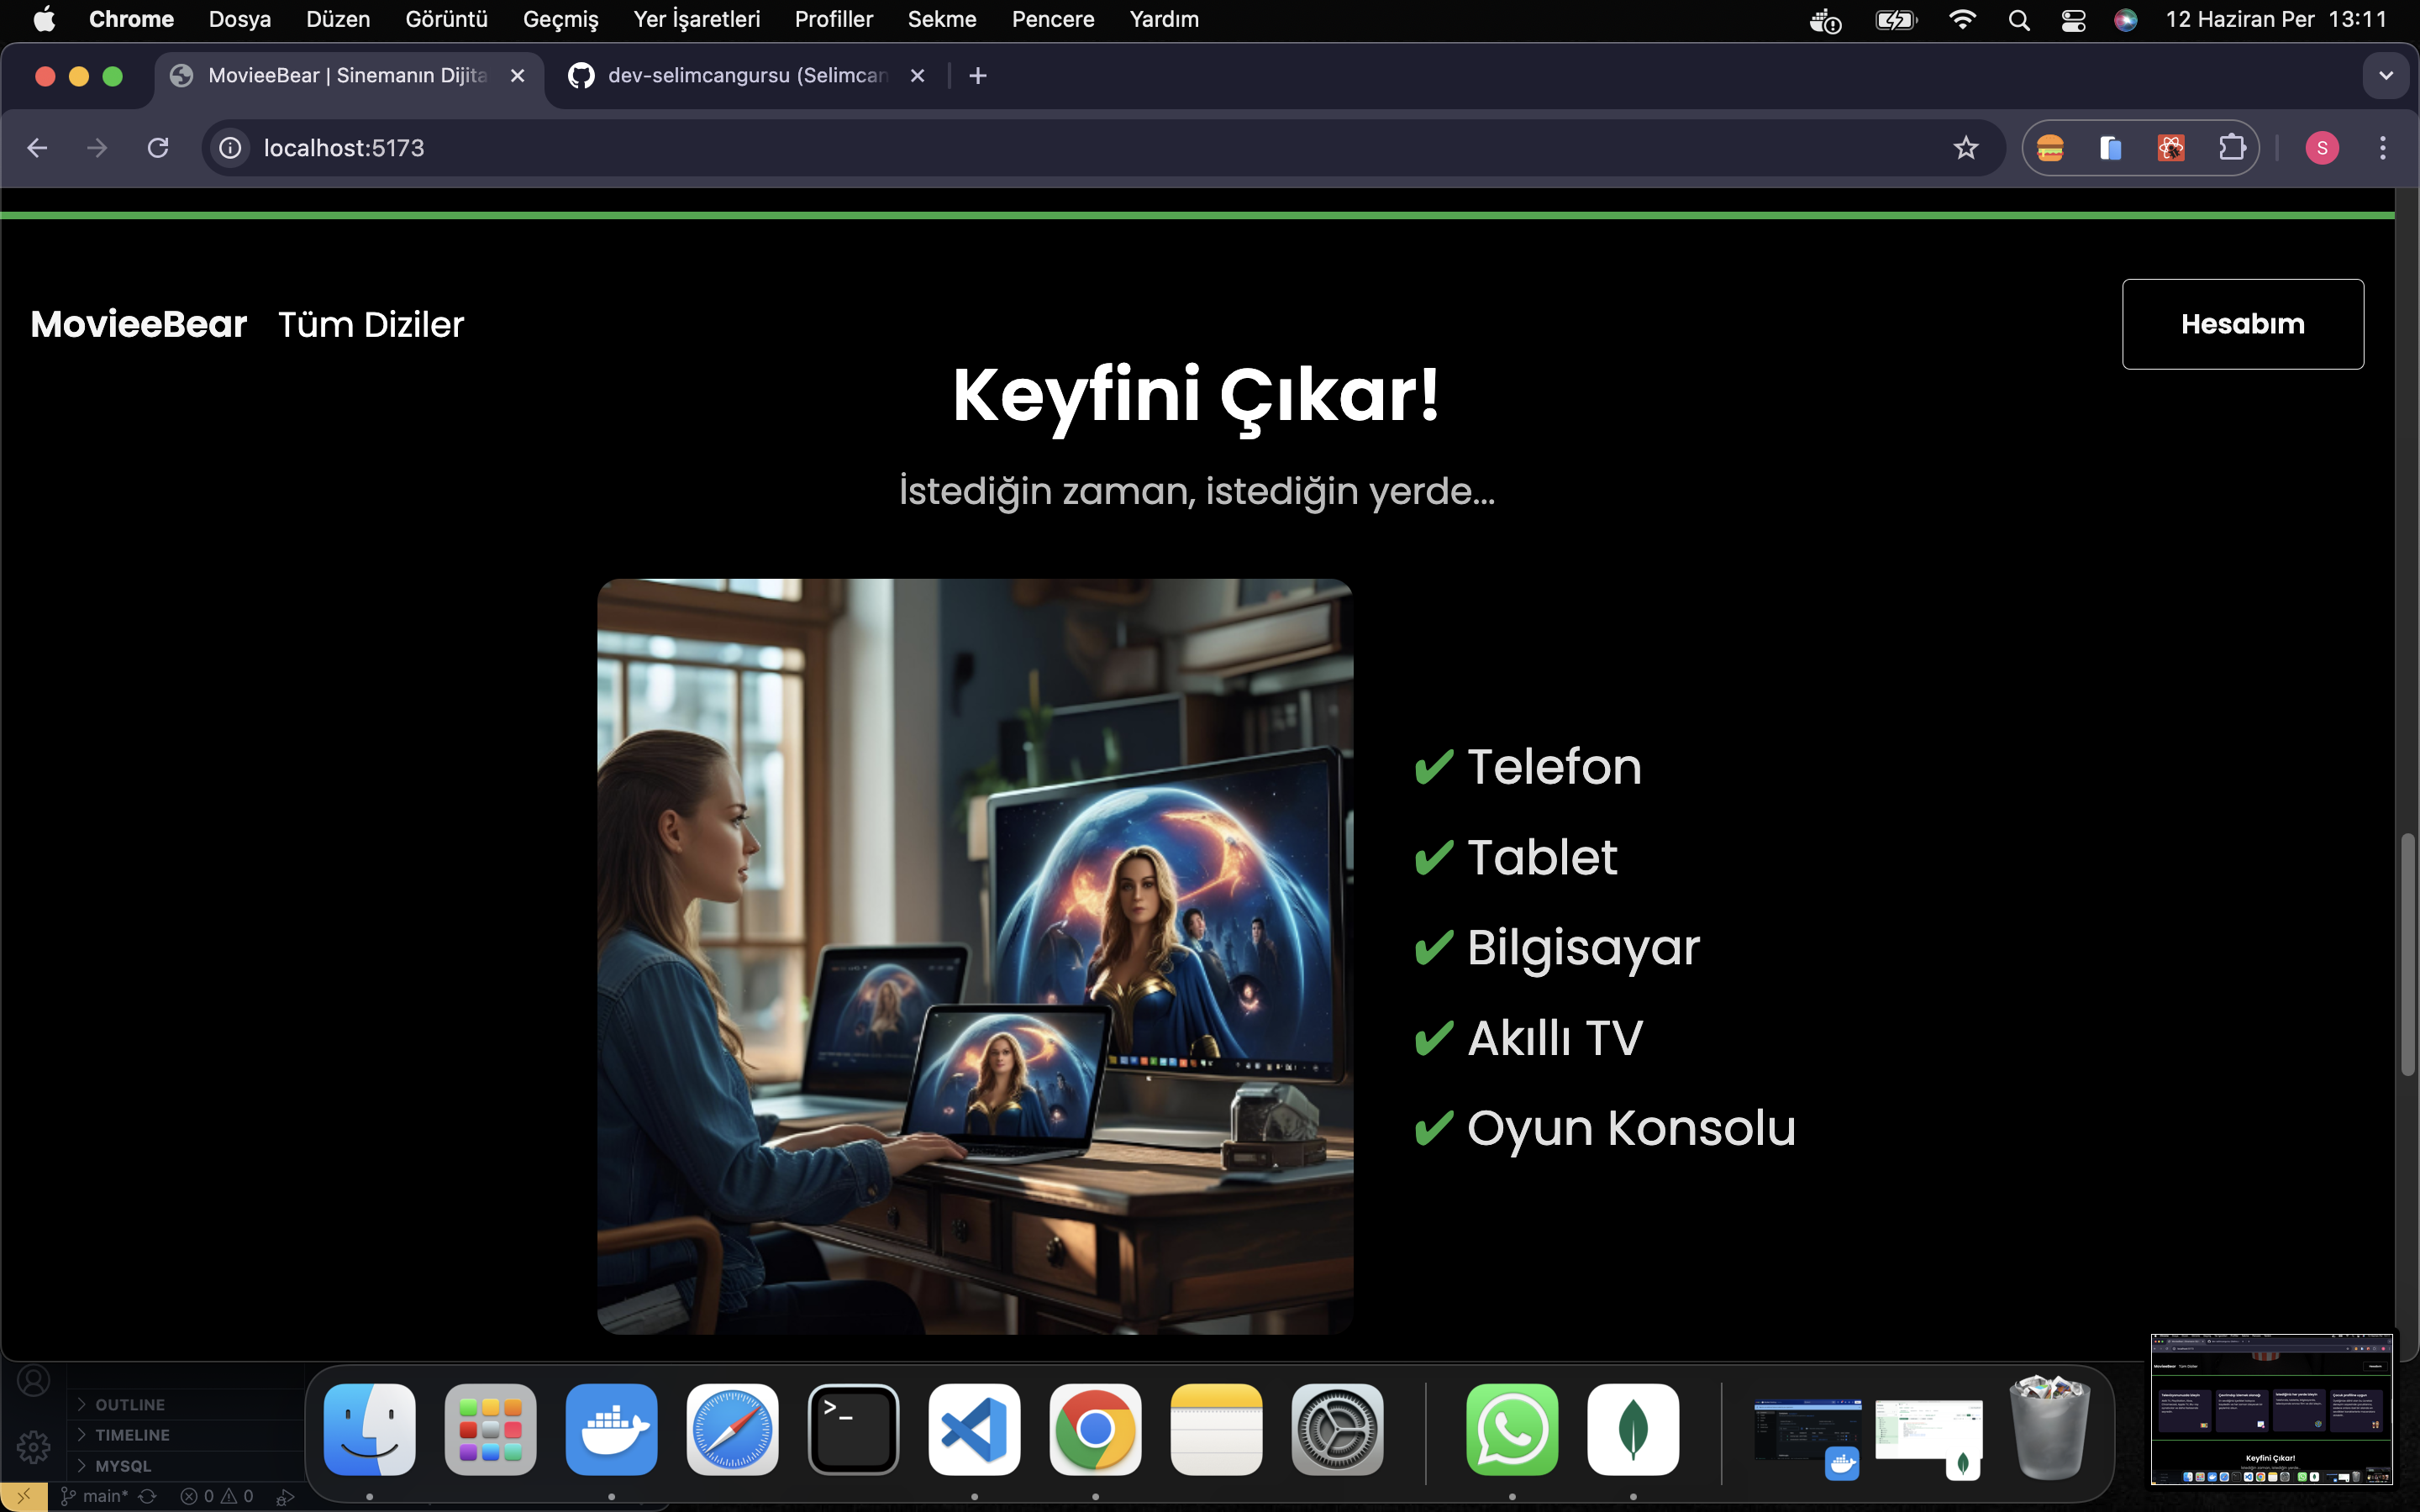 Chrome Dosya Düzen Görüntü Geçmiş Yer İşaretleri Profiller Sekme Pencere Yardım 12 Haziran Per 13:11
MovieeBear | Sinemanın Dijita dev-selimcangursu (Selimcan
localhost:5173 S
MovieeBear Tüm Diziler Hesabım
Keyfini Çıkar!
İstediğin zaman, istediğin yerde...
✔ Telefon
✔ Tablet
✔ Bilgisayar
✔ Akıllı TV
✔ Oyun Konsolu
OUTLINE
TIMELINE
MYSQL
main* 0 0